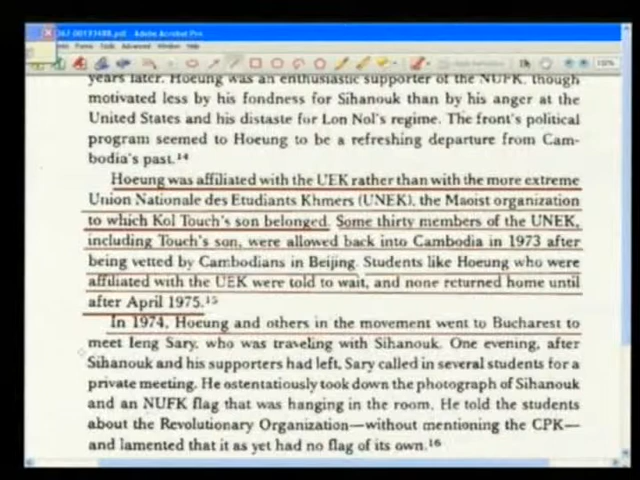 Adobe Acrobat Pro
Forms Tools Advanced Window Help
years later. Hoeung was an enthusiastic supporter of the NUFK, though
motivated less by his fondness for Sihanouk than by his anger at the
United States and his distaste for Lon Nol's regime. The front's political
program seemed to Hoeung to be a refreshing departure from Cam-
bodia's past.14
Hoeung was affiliated with the UEK rather than with the more extreme
Union Nationale des Etudiants Khmers (UNEK), the Maoist organization
to which Kol Touch's son belonged. Some thirty members of the UNEK,
including Touch's son, were allowed back into Cambodia in 1973 after
being vetted by Cambodians in Beijing. Students like Hoeung who were
affiliated with the UEK were told to wait, and none returned home until
after April 1975.15
In 1974, Hoeung and others in the movement went to Bucharest to
meet Ieng Sary, who was traveling with Sihanouk. One evening, after
Sihanouk and his supporters had left, Sary called in several students for a
private meeting. He ostentatiously took down the photograph of Sihanouk
and an NUFK flag that was hanging in the room. He told the students
about the Revolutionary Organization—without mentioning the CPK—
and lamented that it as yet had no flag of its own.16